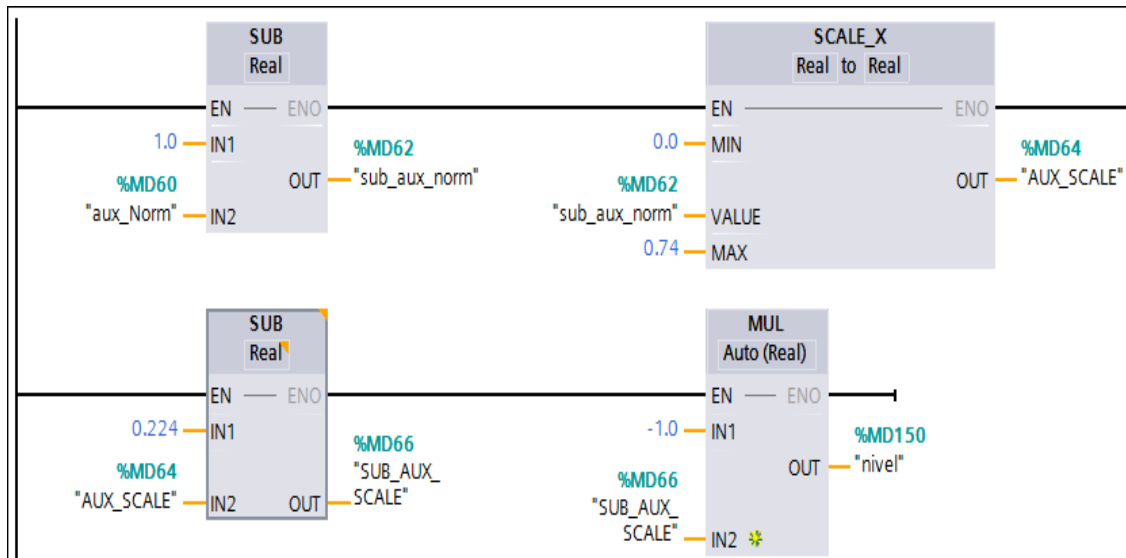 SUB
Real
EN
ENO
1.0
IN1
%MD60
"aux_Norm"
IN2
OUT
%MD62
"sub_aux_norm"
SCALE_X
Real to Real
EN
ENO
0.0
MIN
%MD62
"sub_aux_norm"
VALUE
0.74
MAX
OUT
%MD64
"AUX_SCALE"
SUB
Real
EN
ENO
0.224
IN1
%MD64
"AUX_SCALE"
IN2
OUT
%MD66
"SUB_AUX_
SCALE"
MUL
Auto (Real)
EN
ENO
-1.0
IN1
%MD66
"SUB_AUX_
SCALE"
IN2
OUT
%MD150
"nivel"